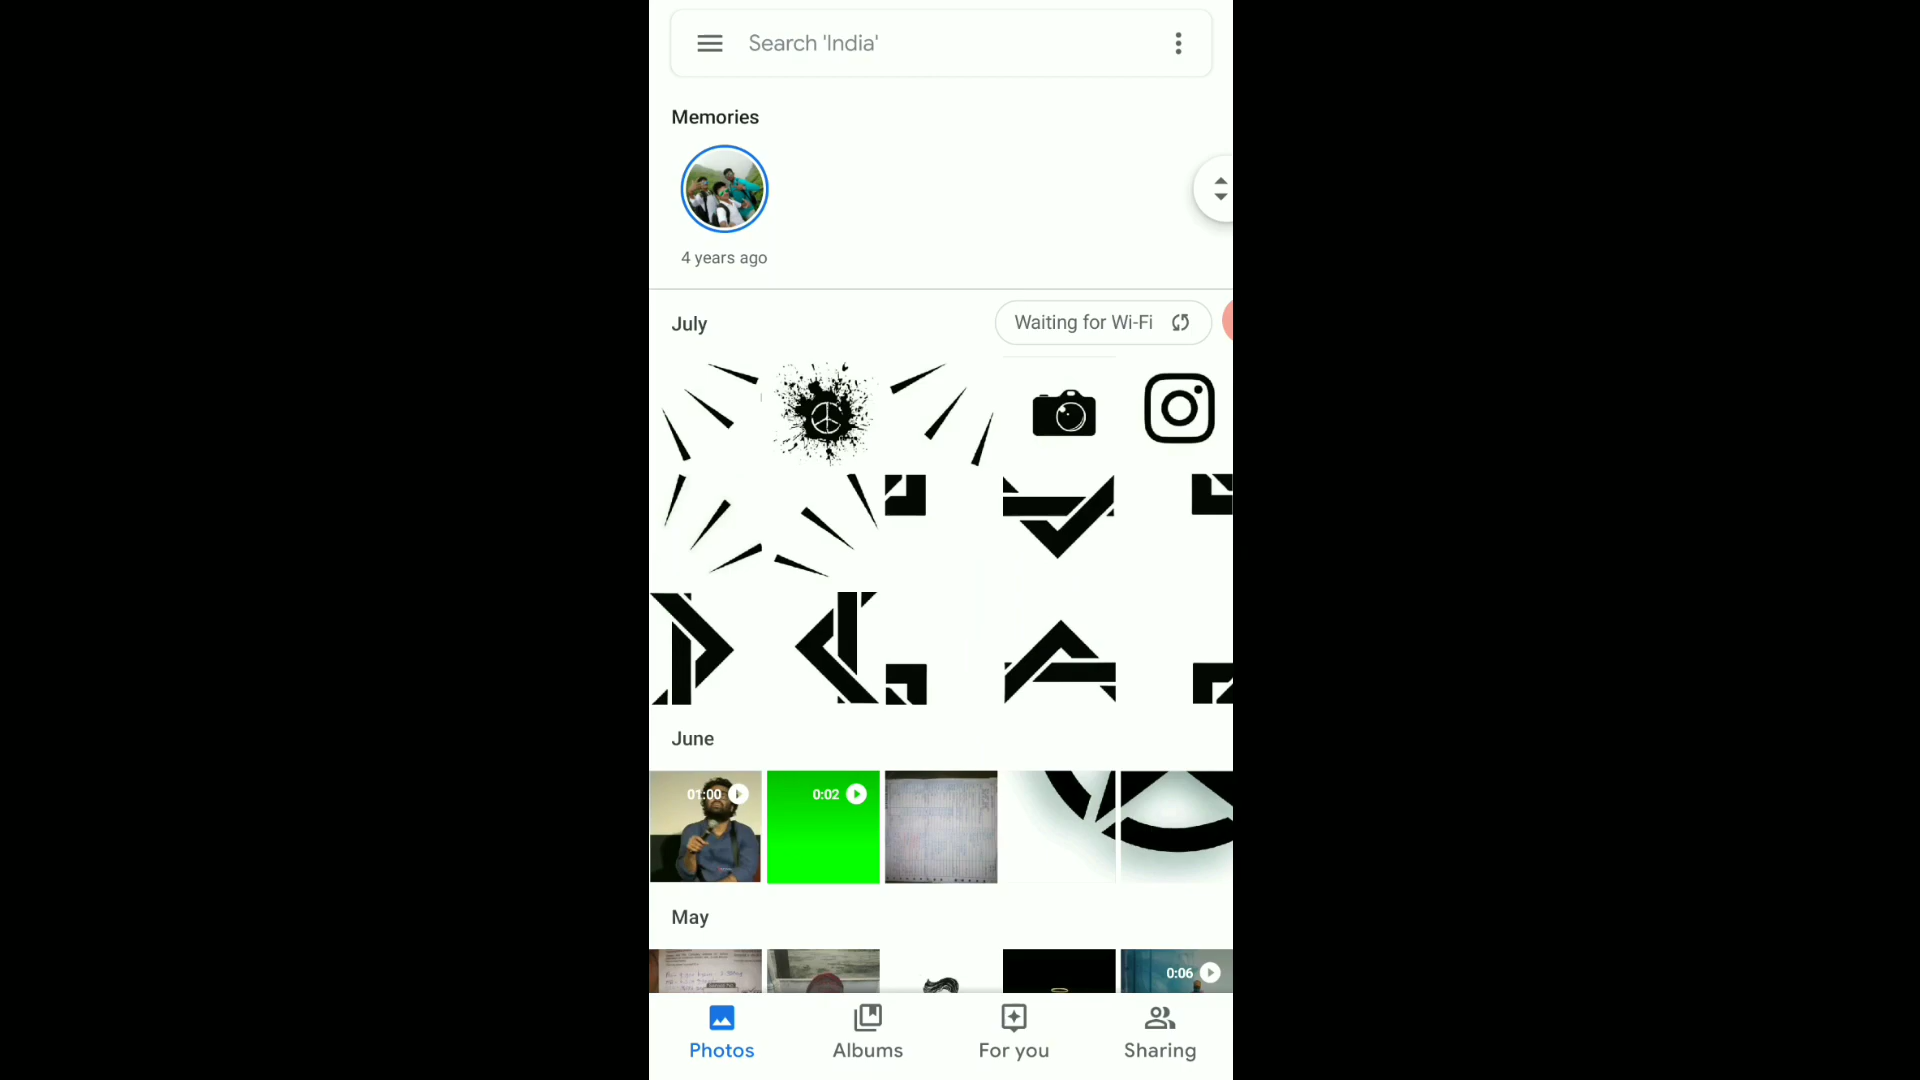 Search 'India'
Memories
4 years ago
July
Waiting for Wi-Fi
June
01:00
0:02
May
0:06
Photos
Albums
For you
Sharing